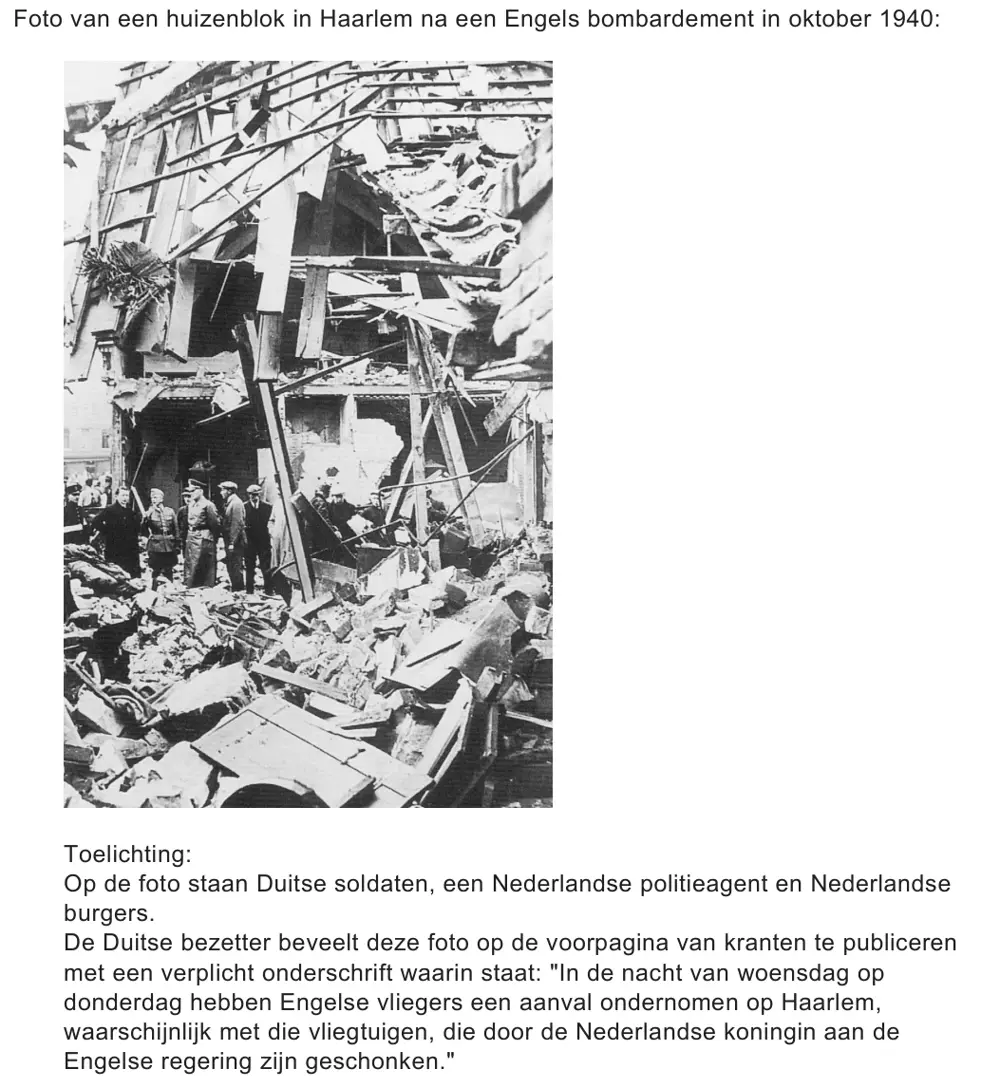 Foto van een huizenblok in Haarlem na een Engels bombardement in oktober 1940:
Toelichting:
Op de foto staan Duitse soldaten, een Nederlandse politieagent en Nederlandse
burgers.
De Duitse bezetter beveelt deze foto op de voorpagina van kranten te publiceren
met een verplicht onderschrift waarin staat: "In de nacht van woensdag op
donderdag hebben Engelse vliegers een aanval ondernomen op Haarlem,
waarschijnlijk met die vliegtuigen, die door de Nederlandse koningin aan de
Engelse regering zijn geschonken."